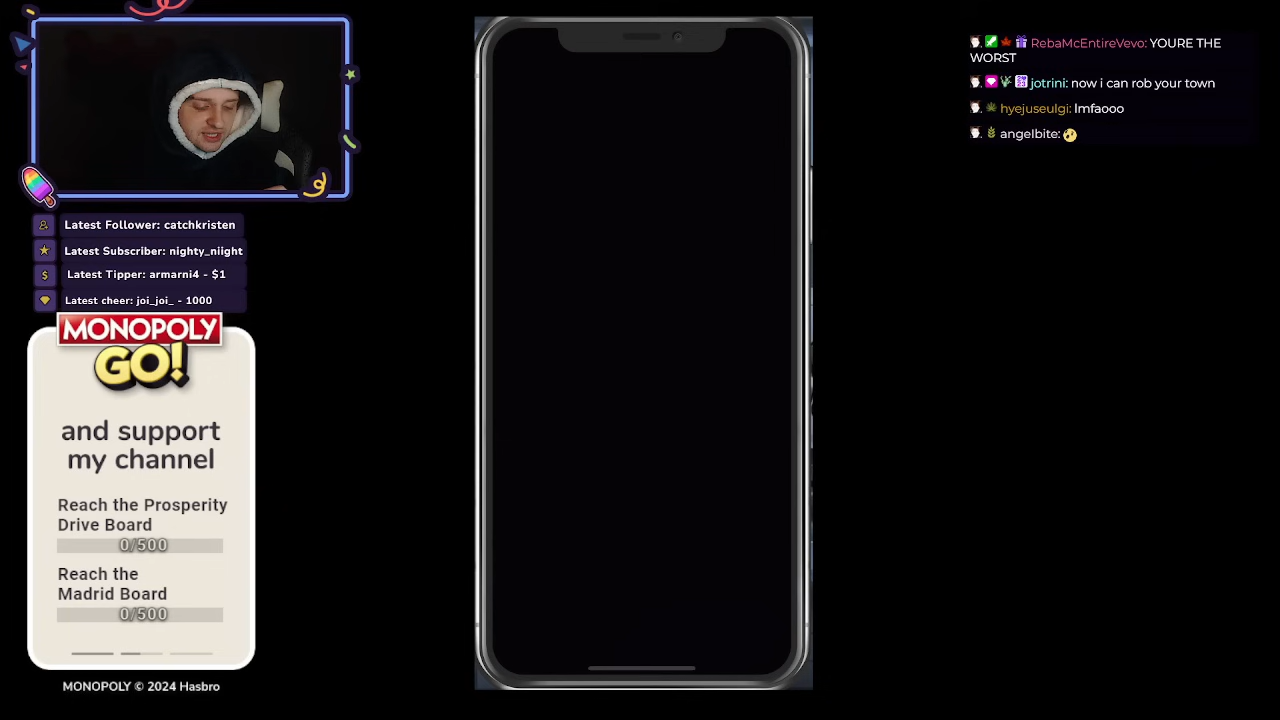 Latest Follower: catchkristen
Latest Subscriber: nighty_niight
Latest Tipper: armarni4 - $1
Latest cheer: joi_joi_ - 1000
MONOPOLY
GO!
and support
my channel
Reach the Prosperity
Drive Board
0/500
Reach the
Madrid Board
0/500
MONOPOLY © 2024 Hasbro
RebaMcEntireVevo: YOURE THE
WORST
jotrini: now i can rob your town
hyejuseulgi: lmfaooo
angelbite: